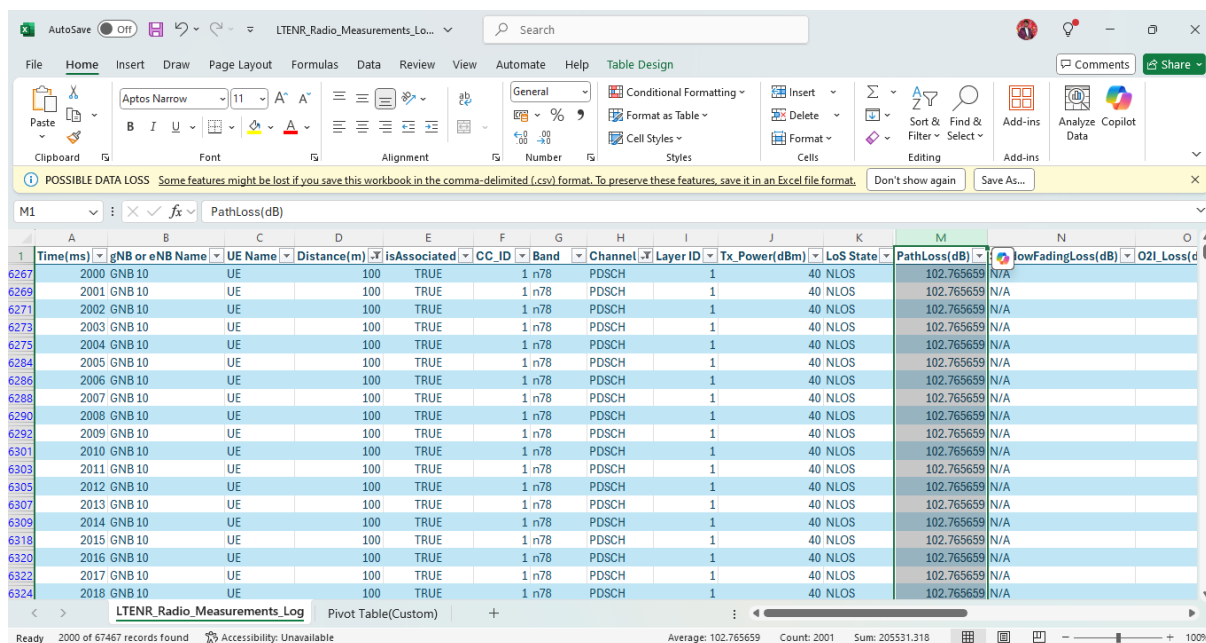 AutoSave Off LTENR_Radio_Measurements_Lo... Search
File Home Insert Draw Page Layout Formulas Data Review View Automate Help Table Design Comments Share
Paste Aptos Narrow 11 A A General Conditional Formatting Insert Σ Sort & Filter Find & Select Add-ins Analyze Data Copilot
B I U A % Format as Table Delete
Cell Styles Format
Clipboard Font Alignment Number Styles Cells Editing Add-ins
POSSIBLE DATA LOSS Some features might be lost if you save this workbook in the comma-delimited (.csv) format. To preserve these features, save it in an Excel file format. Don't show again Save As...
M1 fx PathLoss(dB)
A B C D E F G H I J K M N O
1 Time(ms) gNB or eNB Name UE Name Distance(m) isAssociated CC_ID Band Channel Layer ID Tx_Power(dBm) LoS State PathLoss(dB) lowFadingLoss(dB) O2I_Loss(d
6267 2000 GNB 10 UE 100 TRUE 1 n78 PDSCH 1 40 NLOS 102.765659 N/A
6269 2001 GNB 10 UE 100 TRUE 1 n78 PDSCH 1 40 NLOS 102.765659 N/A
6271 2002 GNB 10 UE 100 TRUE 1 n78 PDSCH 1 40 NLOS 102.765659 N/A
6273 2003 GNB 10 UE 100 TRUE 1 n78 PDSCH 1 40 NLOS 102.765659 N/A
6275 2004 GNB 10 UE 100 TRUE 1 n78 PDSCH 1 40 NLOS 102.765659 N/A
6284 2005 GNB 10 UE 100 TRUE 1 n78 PDSCH 1 40 NLOS 102.765659 N/A
6286 2006 GNB 10 UE 100 TRUE 1 n78 PDSCH 1 40 NLOS 102.765659 N/A
6288 2007 GNB 10 UE 100 TRUE 1 n78 PDSCH 1 40 NLOS 102.765659 N/A
6290 2008 GNB 10 UE 100 TRUE 1 n78 PDSCH 1 40 NLOS 102.765659 N/A
6292 2009 GNB 10 UE 100 TRUE 1 n78 PDSCH 1 40 NLOS 102.765659 N/A
6301 2010 GNB 10 UE 100 TRUE 1 n78 PDSCH 1 40 NLOS 102.765659 N/A
6303 2011 GNB 10 UE 100 TRUE 1 n78 PDSCH 1 40 NLOS 102.765659 N/A
6305 2012 GNB 10 UE 100 TRUE 1 n78 PDSCH 1 40 NLOS 102.765659 N/A
6307 2013 GNB 10 UE 100 TRUE 1 n78 PDSCH 1 40 NLOS 102.765659 N/A
6309 2014 GNB 10 UE 100 TRUE 1 n78 PDSCH 1 40 NLOS 102.765659 N/A
6318 2015 GNB 10 UE 100 TRUE 1 n78 PDSCH 1 40 NLOS 102.765659 N/A
6320 2016 GNB 10 UE 100 TRUE 1 n78 PDSCH 1 40 NLOS 102.765659 N/A
6322 2017 GNB 10 UE 100 TRUE 1 n78 PDSCH 1 40 NLOS 102.765659 N/A
6324 2018 GNB 10 UE 100 TRUE 1 n78 PDSCH 1 40 NLOS 102.765659 N/A
LTENR_Radio_Measurements_Log Pivot Table(Custom)
Ready 2000 of 67467 records found Accessibility: Unavailable Average: 102.765659 Count: 2001 Sum: 205531.318 100%